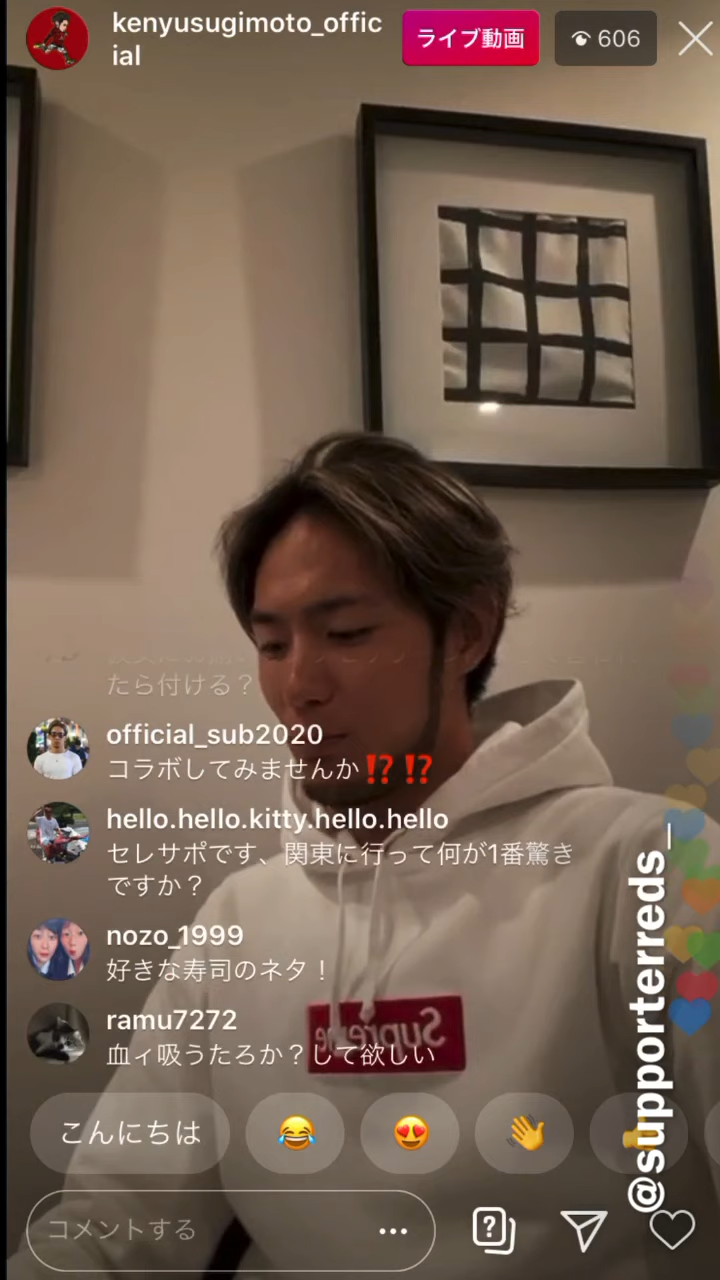 kenyusugimoto_offic
ial
ライブ動画
606
たら付ける？
official_sub2020
コラボしてみませんか⁉️⁉️
hello.hello.kitty.hello.hello
セレサポです、関東に行って何が1番驚き
ですか？
nozo_1999
好きな寿司のネタ！
ramu7272
血ィ吸うたろか？して欲しい
Supreme
こんにちは
コメントする
@supporterreds_